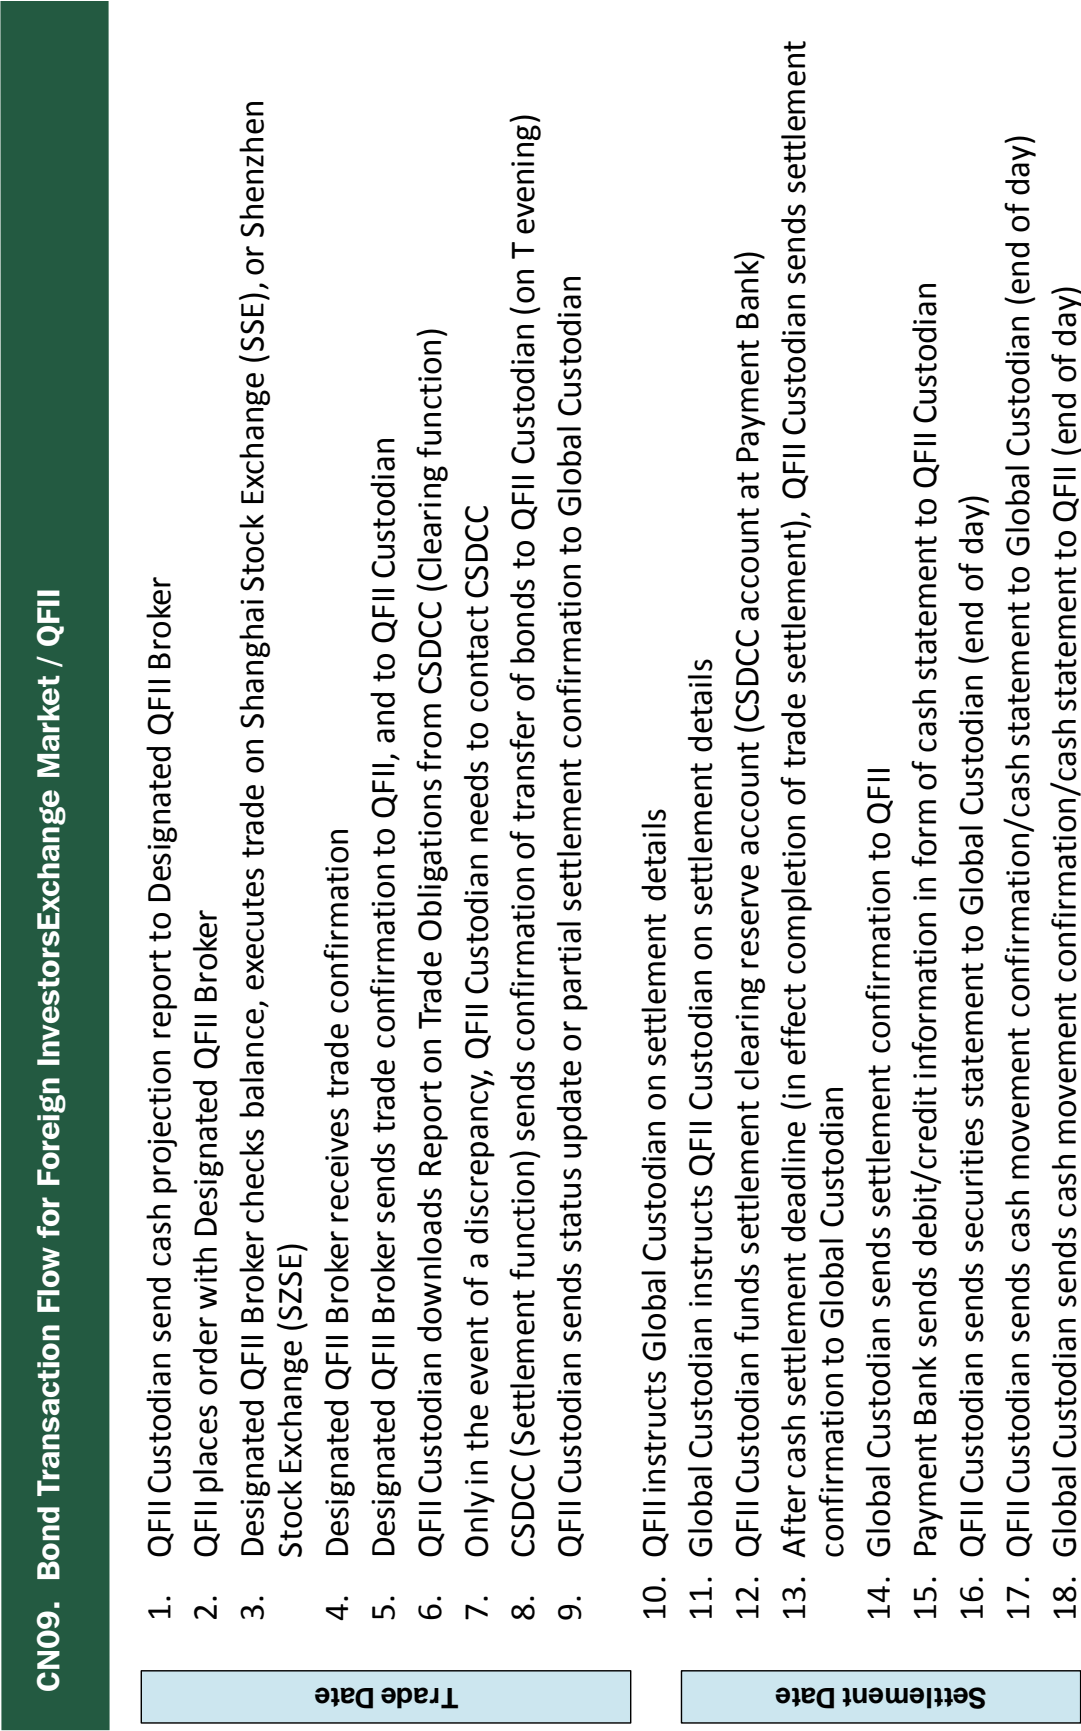 CN09. Bond Transaction Flow for Foreign InvestorsExchange Market / QFII
Trade Date
1. QFII Custodian send cash projection report to Designated QFII Broker
2. QFII places order with Designated QFII Broker
3. Designated QFII Broker checks balance, executes trade on Shanghai Stock Exchange (SSE), or Shenzhen
Stock Exchange (SZSE)
4. Designated QFII Broker receives trade confirmation
5. Designated QFII Broker sends trade confirmation to QFII, and to QFII Custodian
6. QFII Custodian downloads Report on Trade Obligations from CSDCC (Clearing function)
7. Only in the event of a discrepancy, QFII Custodian needs to contact CSDCC
8. CSDCC (Settlement function) sends confirmation of transfer of bonds to QFII Custodian (on T evening)
9. QFII Custodian sends status update or partial settlement confirmation to Global Custodian
Settlement Date
10. QFII instructs Global Custodian on settlement details
11. Global Custodian instructs QFII Custodian on settlement details
12. QFII Custodian funds settlement clearing reserve account (CSDCC account at Payment Bank)
13. After cash settlement deadline (in effect completion of trade settlement), QFII Custodian sends settlement
confirmation to Global Custodian
14. Global Custodian sends settlement confirmation to QFII
15. Payment Bank sends debit/credit information in form of cash statement to QFII Custodian
16. QFII Custodian sends securities statement to Global Custodian (end of day)
17. QFII Custodian sends cash movement confirmation/cash statement to Global Custodian (end of day)
18. Global Custodian sends cash movement confirmation/cash statement to QFII (end of day)